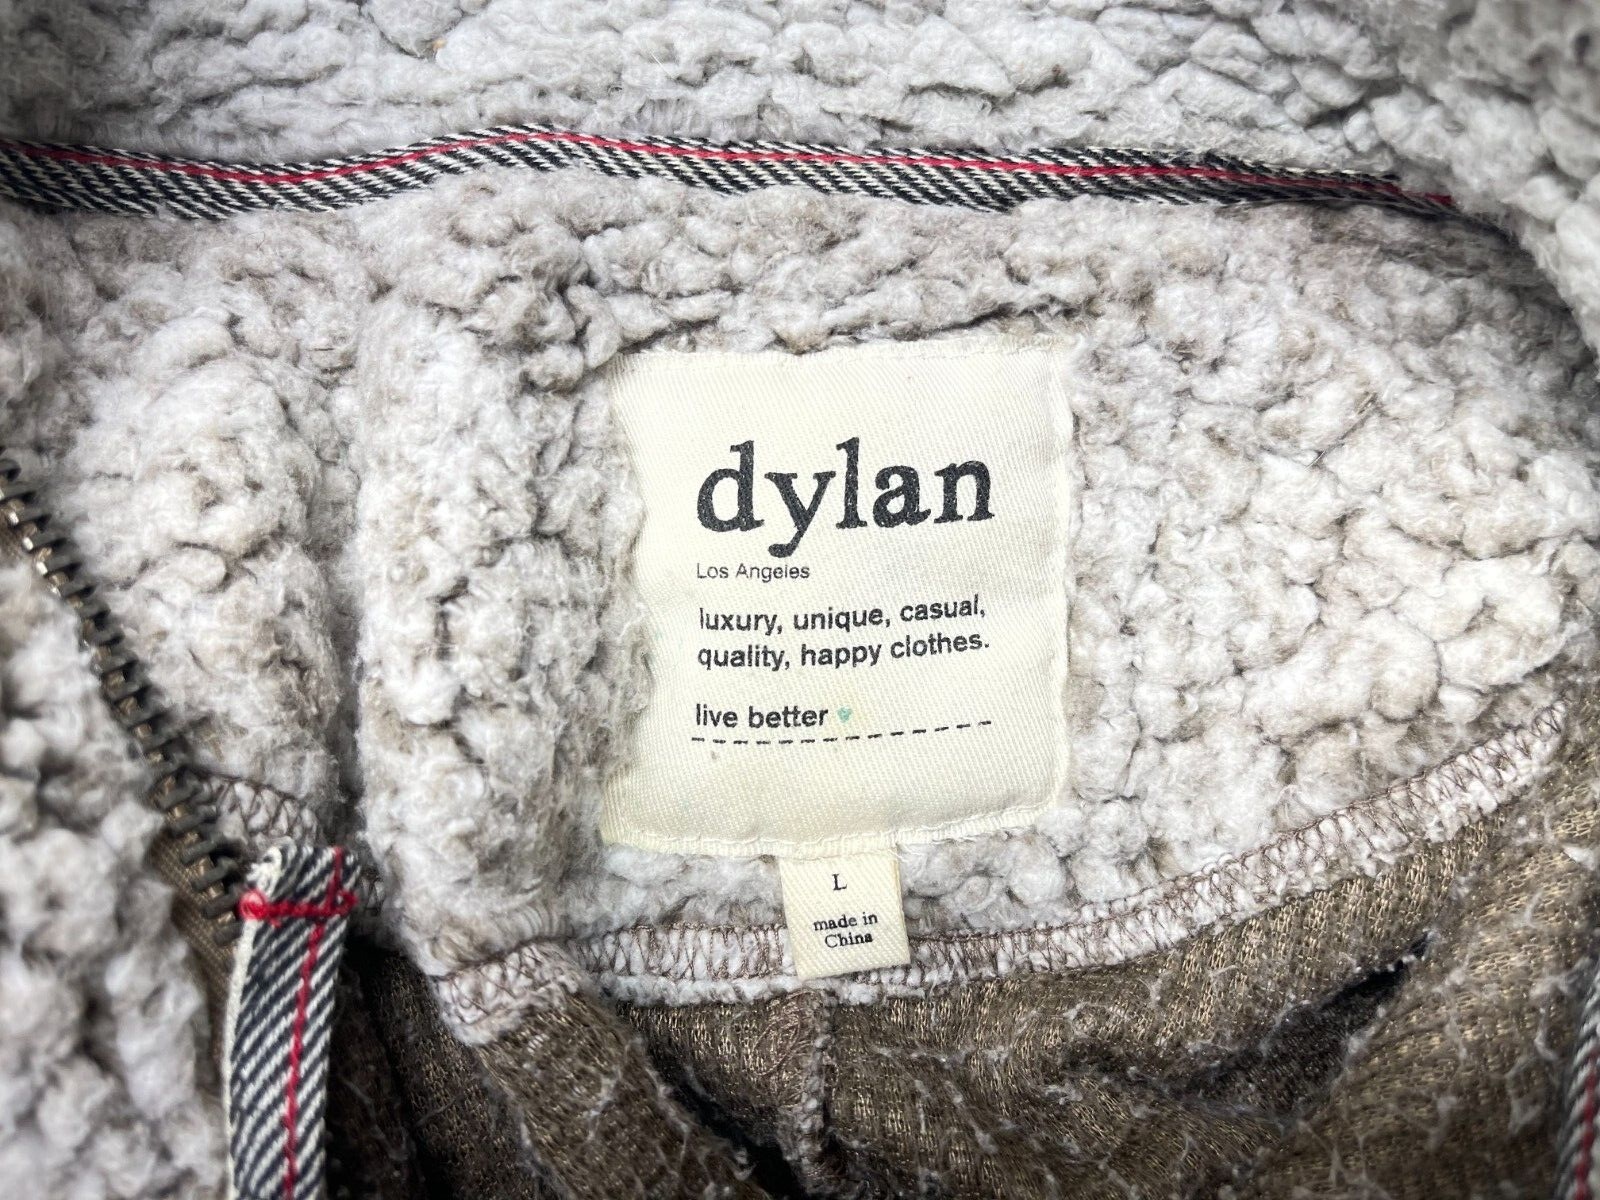 dylan
Los Angeles
luxury, unique, casual,
quality, happy clothes.
live better
L
made in
China